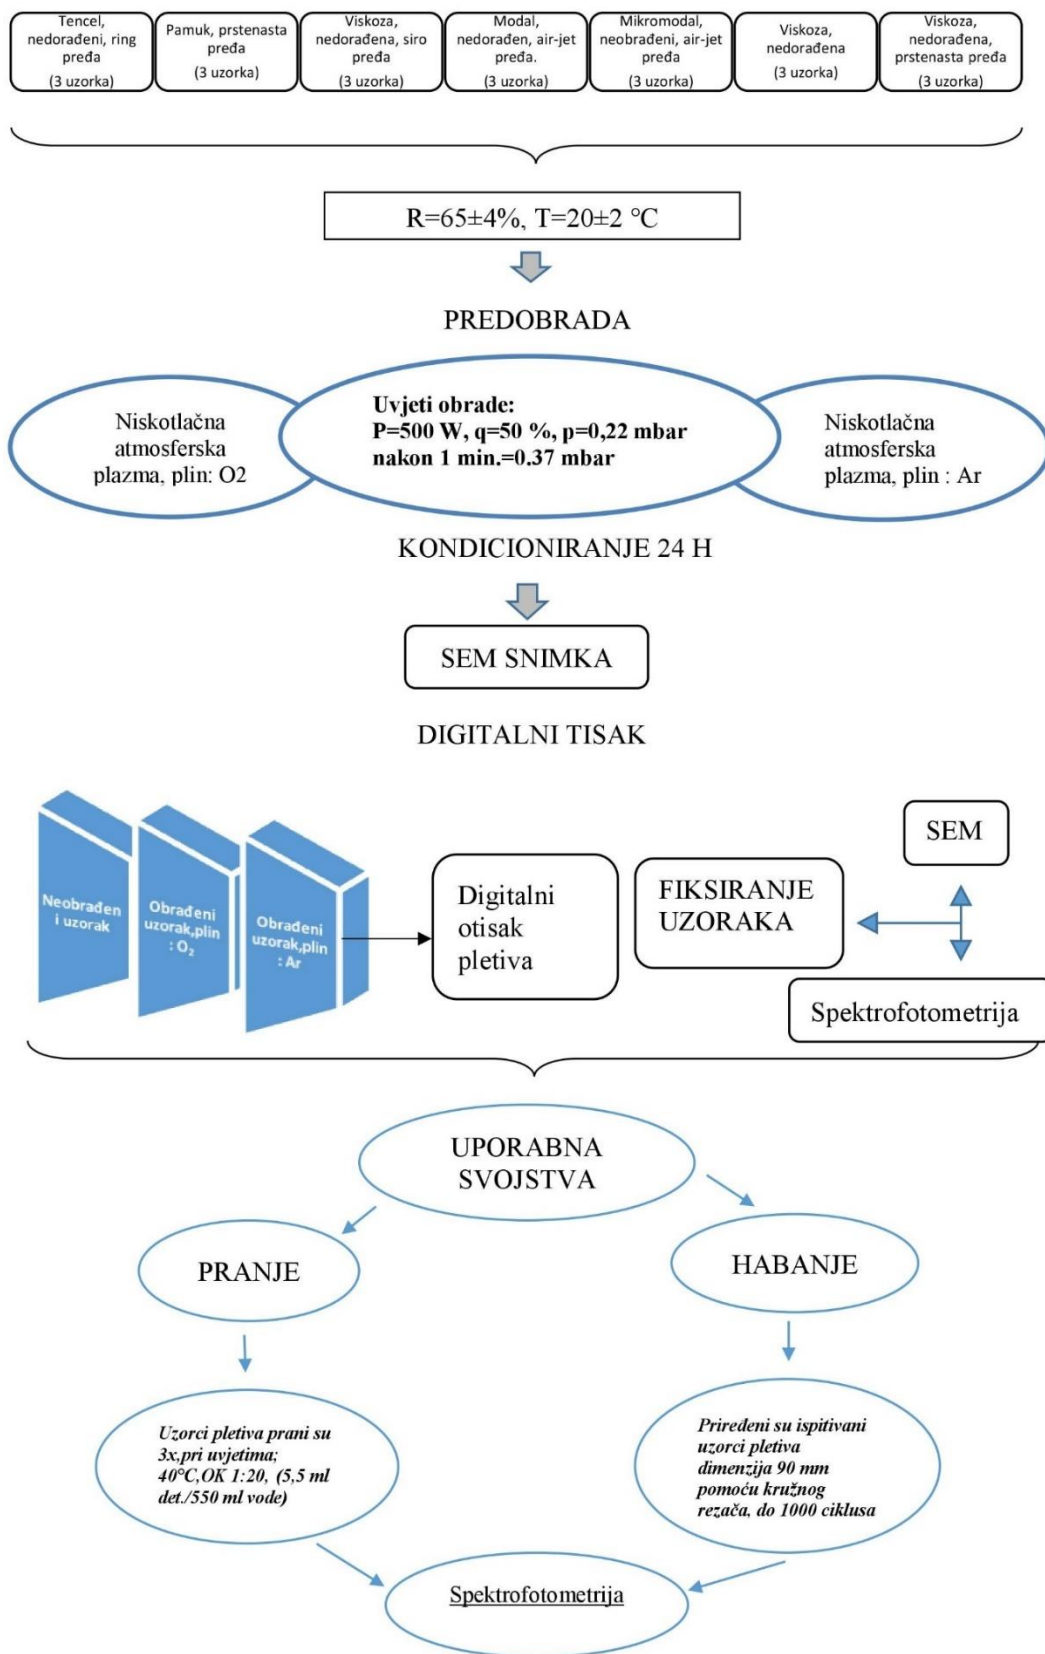 Tencel,
nedorađeni, ring
pređa
(3 uzorka)
Pamuk, prstenasta
pređa
(3 uzorka)
Viskoza,
nedorađena, siro
pređa
(3 uzorka)
Modal,
nedorađen, air-jet
pređa.
(3 uzorka)
Mikromodal,
neobrađeni, air-jet
pređa
(3 uzorka)
Viskoza,
nedorađena
(3 uzorka)
Viskoza,
nedorađena,
prstenasta pređa
(3 uzorka)
R=65±4%, T=20±2 °C
PREDOBRADA
Niskotlačna
atmosferska
plazma, plin: O2
Uvjeti obrade:
P=500 W, q=50 %, p=0,22 mbar
nakon 1 min.=0.37 mbar
Niskotlačna
atmosferska
plazma, plin : Ar
KONDICIONIRANJE 24 H
SEM SNIMKA
DIGITALNI TISAK
Neobrađen
i uzorak
Obrađeni
uzorak,plin
: O₂
Obrađeni
uzorak,plin
: Ar
Digitalni
otisak
pletiva
FIKSIRANJE
UZORAKA
SEM
Spektrofotometrija
UPORABNA
SVOJSTVA
PRANJE
HABANJE
Uzorci pletiva prani su
3x,pri uvjetima;
40°C,OK 1:20, (5,5 ml
det./550 ml vode)
Priređeni su ispitivani
uzorci pletiva
dimenzija 90 mm
pomoću kružnog
rezača, do 1000 ciklusa
Spektrofotometrija